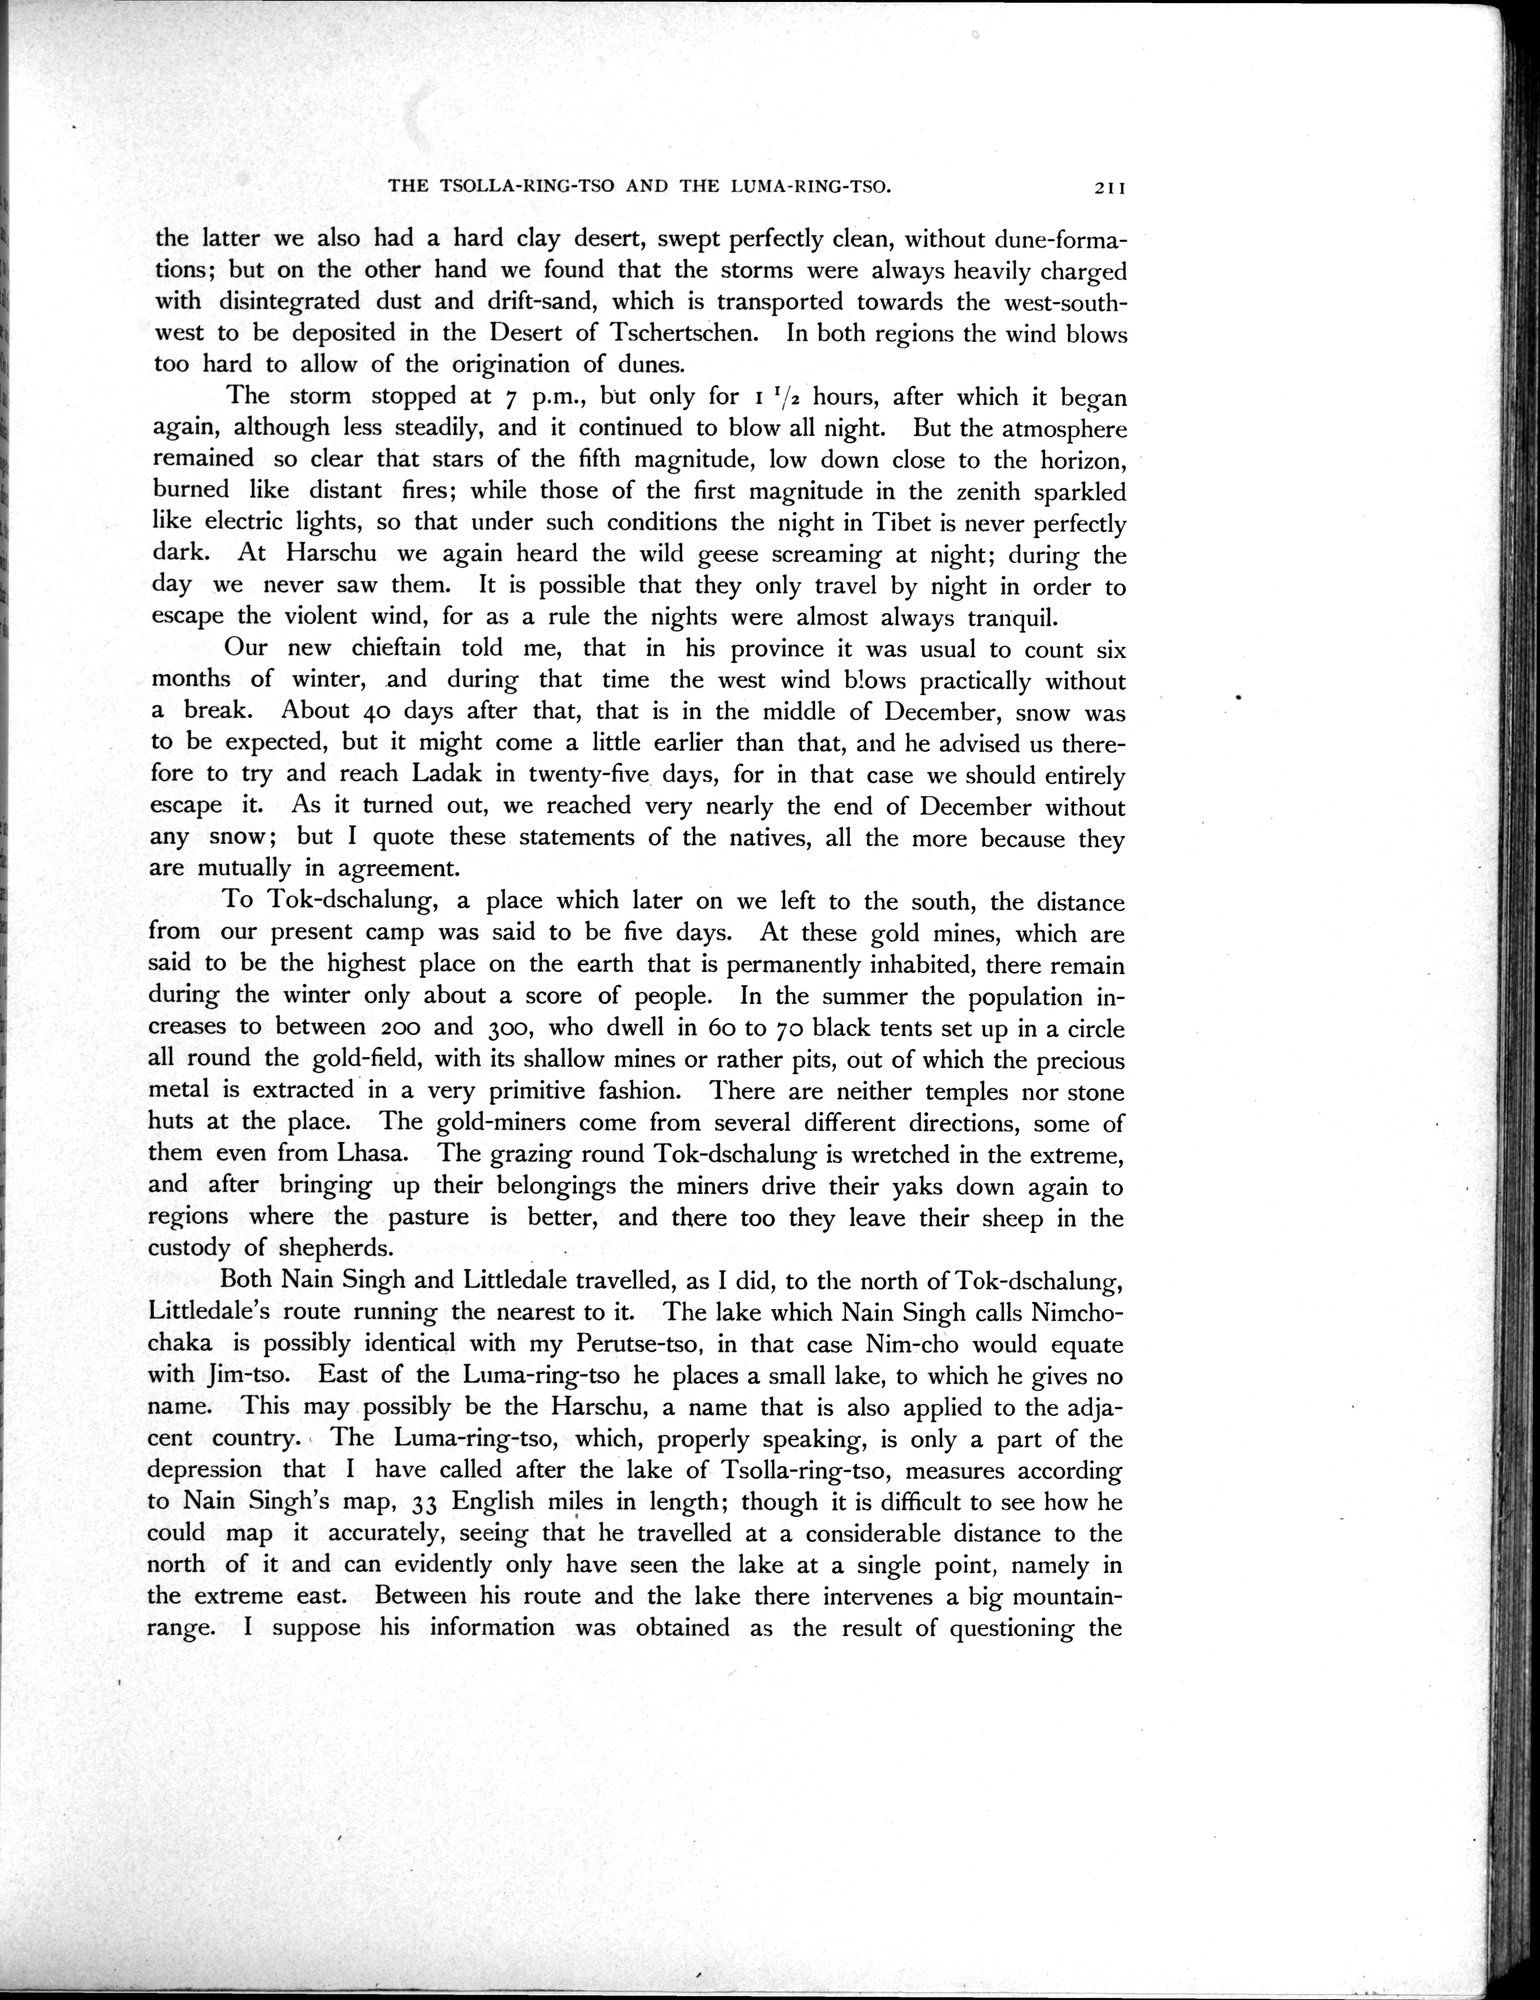 THE TSOLLA-RING-TSO AND THE LUMA-RING-TSO. 211
the latter we also had a hard clay desert, swept perfectly clean, without dune-forma-
tions; but on the other hand we found that the storms were always heavily charged
with disintegrated dust and drift-sand, which is transported towards the west-south-
west to be deposited in the Desert of Tschertschen. In both regions the wind blows
too hard to allow of the origination of dunes.
The storm stopped at 7 p.m., but only for 1 1/2 hours, after which it began
again, although less steadily, and it continued to blow all night. But the atmosphere
remained so clear that stars of the fifth magnitude, low down close to the horizon,
burned like distant fires; while those of the first magnitude in the zenith sparkled
like electric lights, so that under such conditions the night in Tibet is never perfectly
dark. At Harschu we again heard the wild geese screaming at night; during the
day we never saw them. It is possible that they only travel by night in order to
escape the violent wind, for as a rule the nights were almost always tranquil.
Our new chieftain told me, that in his province it was usual to count six
months of winter, and during that time the west wind blows practically without
a break. About 40 days after that, that is in the middle of December, snow was
to be expected, but it might come a little earlier than that, and he advised us there-
fore to try and reach Ladak in twenty-five days, for in that case we should entirely
escape it. As it turned out, we reached very nearly the end of December without
any snow; but I quote these statements of the natives, all the more because they
are mutually in agreement.
To Tok-dschalung, a place which later on we left to the south, the distance
from our present camp was said to be five days. At these gold mines, which are
said to be the highest place on the earth that is permanently inhabited, there remain
during the winter only about a score of people. In the summer the population in-
creases to between 200 and 300, who dwell in 60 to 70 black tents set up in a circle
all round the gold-field, with its shallow mines or rather pits, out of which the precious
metal is extracted in a very primitive fashion. There are neither temples nor stone
huts at the place. The gold-miners come from several different directions, some of
them even from Lhasa. The grazing round Tok-dschalung is wretched in the extreme,
and after bringing up their belongings the miners drive their yaks down again to
regions where the pasture is better, and there too they leave their sheep in the
custody of shepherds.
Both Nain Singh and Littledale travelled, as I did, to the north of Tok-dschalung,
Littledale's route running the nearest to it. The lake which Nain Singh calls Nimcho-
chaka is possibly identical with my Perutse-tso, in that case Nim-cho would equate
with Jim-tso. East of the Luma-ring-tso he places a small lake, to which he gives no
name. This may possibly be the Harschu, a name that is also applied to the adja-
cent country. The Luma-ring-tso, which, properly speaking, is only a part of the
depression that I have called after the lake of Tsolla-ring-tso, measures according
to Nain Singh's map, 33 English miles in length; though it is difficult to see how he
could map it accurately, seeing that he travelled at a considerable distance to the
north of it and can evidently only have seen the lake at a single point, namely in
the extreme east. Between his route and the lake there intervenes a big mountain-
range. I suppose his information was obtained as the result of questioning the